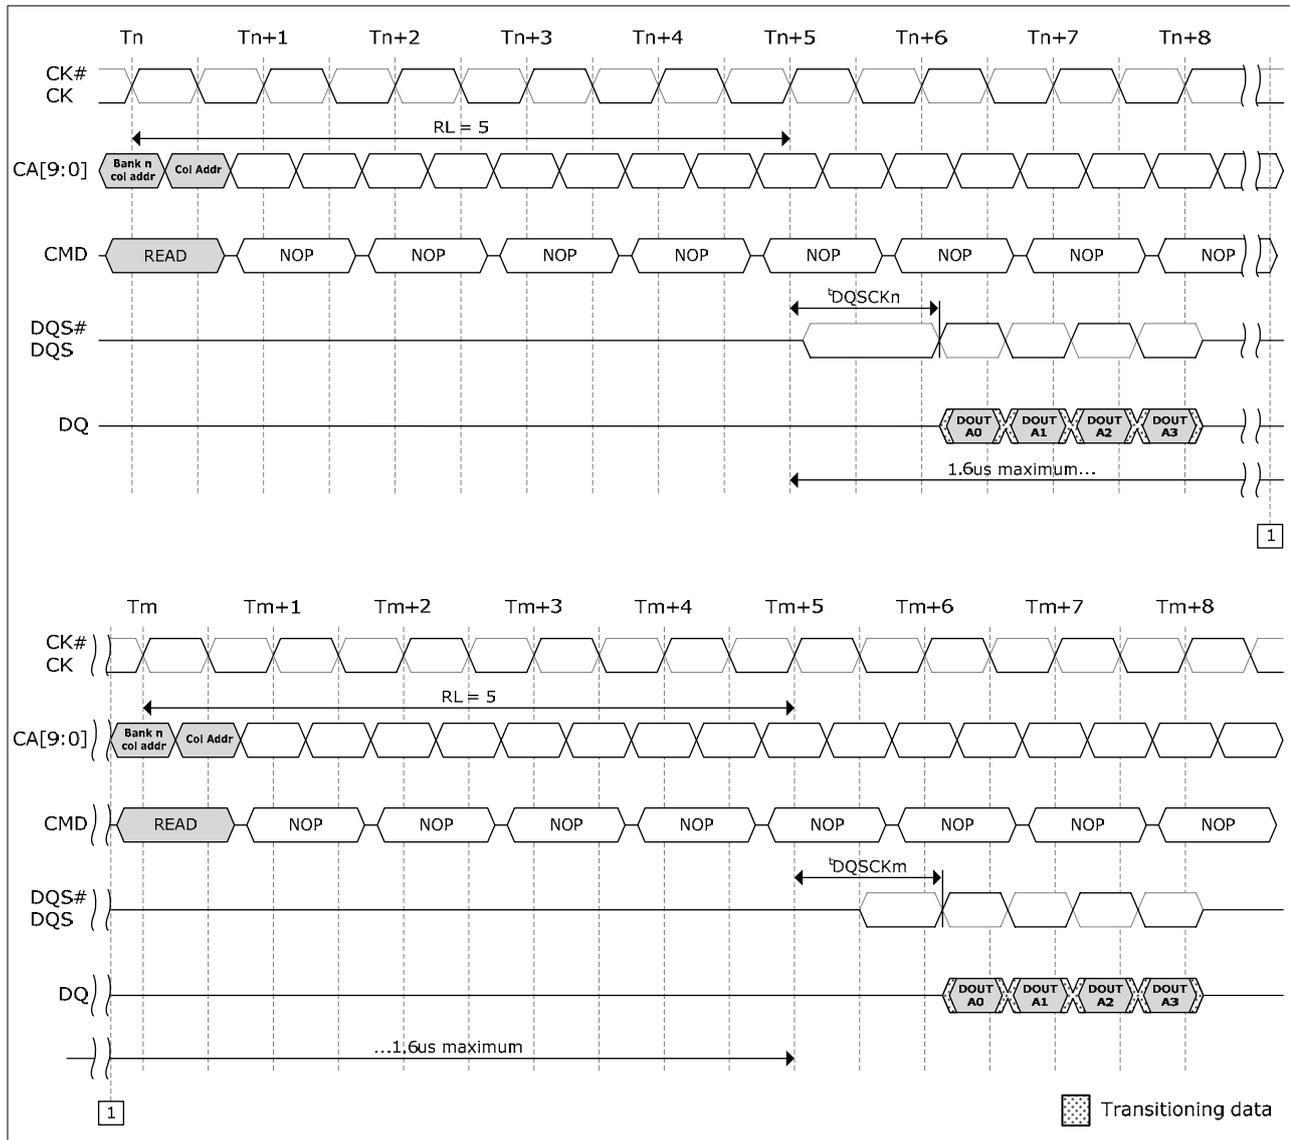 Tn Tn+1 Tn+2 Tn+3 Tn+4 Tn+5 Tn+6 Tn+7 Tn+8
CK#
CK
RL = 5
CA[9:0] Bank n col addr Col Addr
CMD READ NOP NOP NOP NOP NOP NOP NOP NOP
tDQSCKn
DQS#
DQS
DQ DOUT A0 DOUT A1 DOUT A2 DOUT A3
1.6us maximum...
1
Tm Tm+1 Tm+2 Tm+3 Tm+4 Tm+5 Tm+6 Tm+7 Tm+8
CK#
CK
RL = 5
CA[9:0] Bank n col addr Col Addr
CMD READ NOP NOP NOP NOP NOP NOP NOP NOP
tDQSCKm
DQS#
DQS
DQ DOUT A0 DOUT A1 DOUT A2 DOUT A3
...1.6us maximum
1
Transitioning data